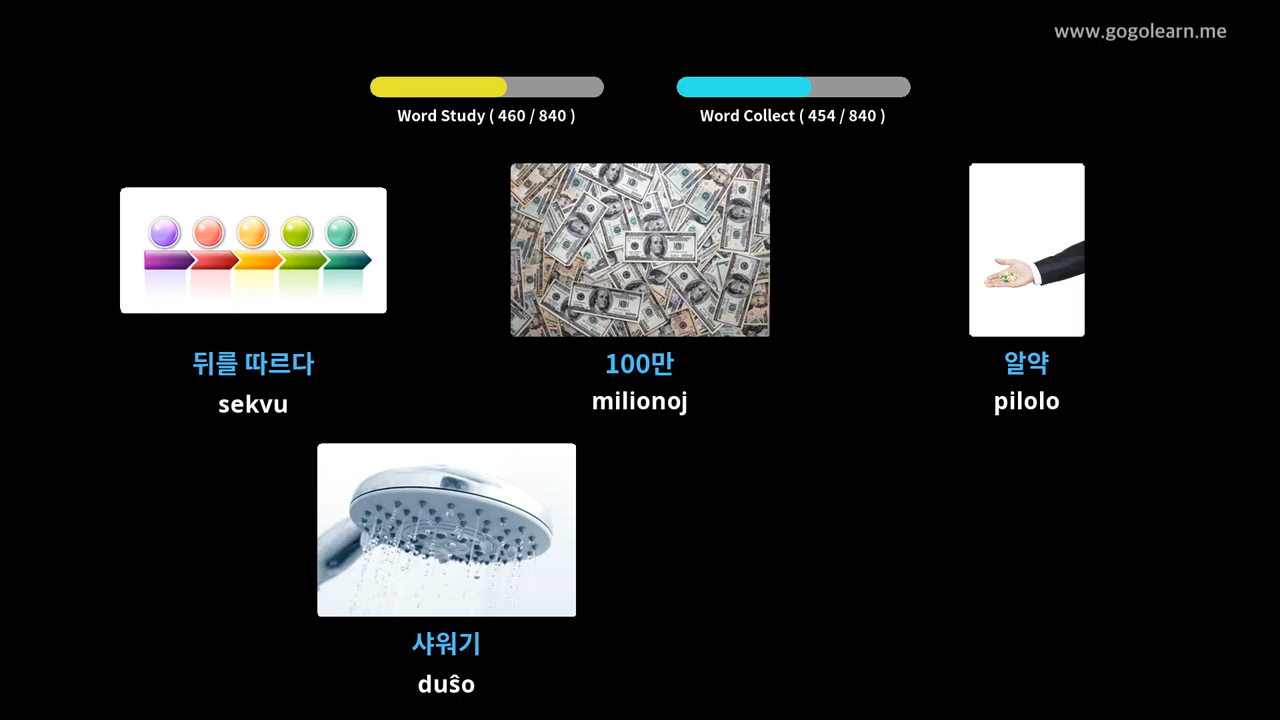 www.gogolearn.me
Word Study ( 460 / 840 )
Word Collect ( 454 / 840 )
뒤를 따르다
sekvu
100만
milionoj
알약
pilolo
샤워기
duŝo